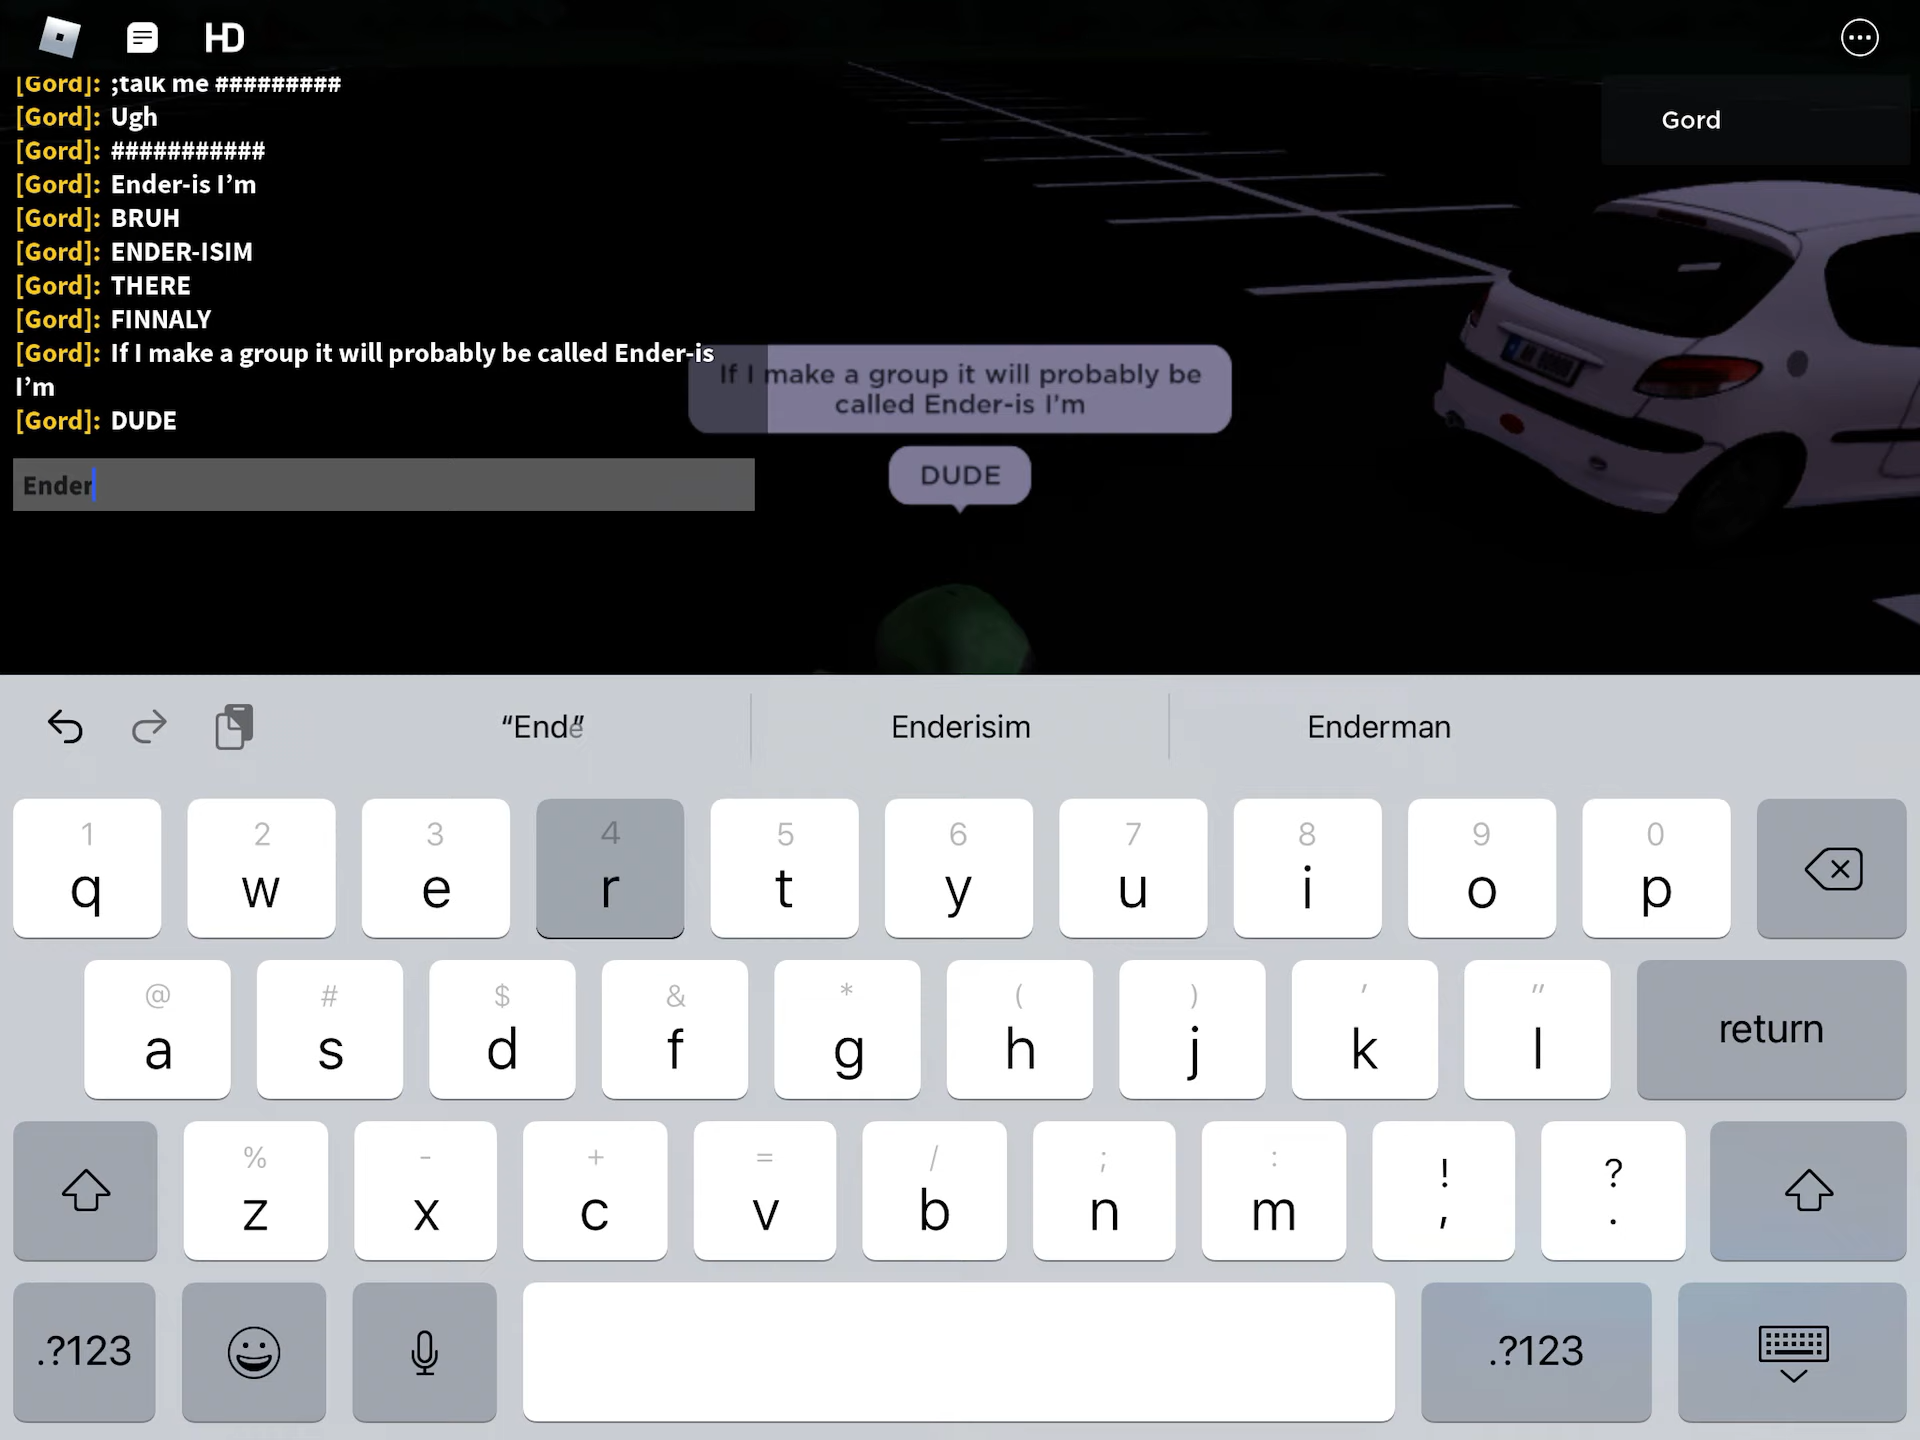 HD
[Gord]: ;talk me #########
[Gord]: Ugh
[Gord]: ###########
[Gord]: Ender-is I’m
[Gord]: BRUH
[Gord]: ENDER-ISIM
[Gord]: THERE
[Gord]: FINNALY
[Gord]: If I make a group it will probably be called Ender-is
I’m
[Gord]: DUDE
Ender
Gord
If I make a group it will probably be
called Ender-is I'm
DUDE
Enderisim
Enderman
1 2 3 4 5 6 7 8 9 0
q w e r t y u i o p
@ # $ & * ( ) ' "
a s d f g h j k l return
% - + = / ; : ! ?
z x c v b n m , .
.?123 .?123